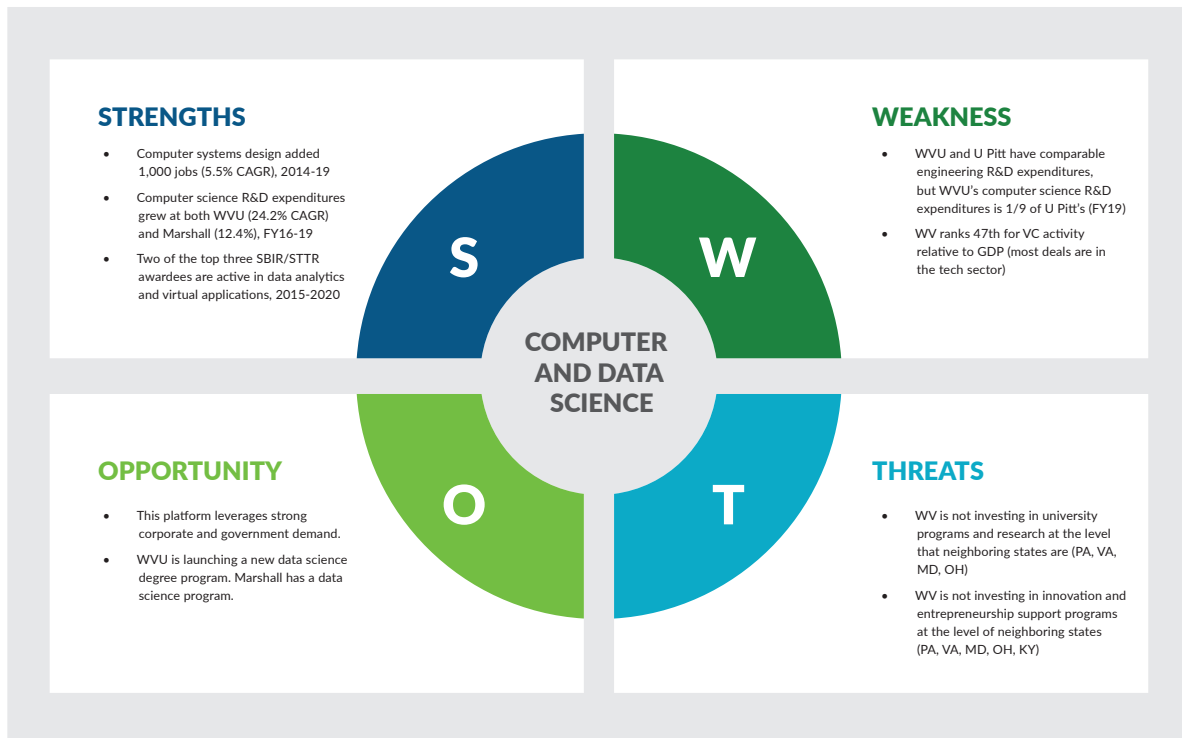 STRENGTHS
• Computer systems design added
1,000 jobs (5.5% CAGR), 2014-19
• Computer science R&D expenditures
grew at both WVU (24.2% CAGR)
and Marshall (12.4%), FY16-19
• Two of the top three SBIR/STTR
awardees are active in data analytics
and virtual applications, 2015-2020
WEAKNESS
• WVU and U Pitt have comparable
engineering R&D expenditures,
but WVU's computer science R&D
expenditures is 1/9 of U Pitt's (FY19)
• WV ranks 47th for VC activity
relative to GDP (most deals are in
the tech sector)
S
W
COMPUTER
AND DATA
SCIENCE
O
T
OPPORTUNITY
• This platform leverages strong
corporate and government demand.
• WVU is launching a new data science
degree program. Marshall has a data
science program.
THREATS
• WV is not investing in university
programs and research at the level
that neighboring states are (PA, VA,
MD, OH)
• WV is not investing in innovation and
entrepreneurship support programs
at the level of neighboring states
(PA, VA, MD, OH, KY)